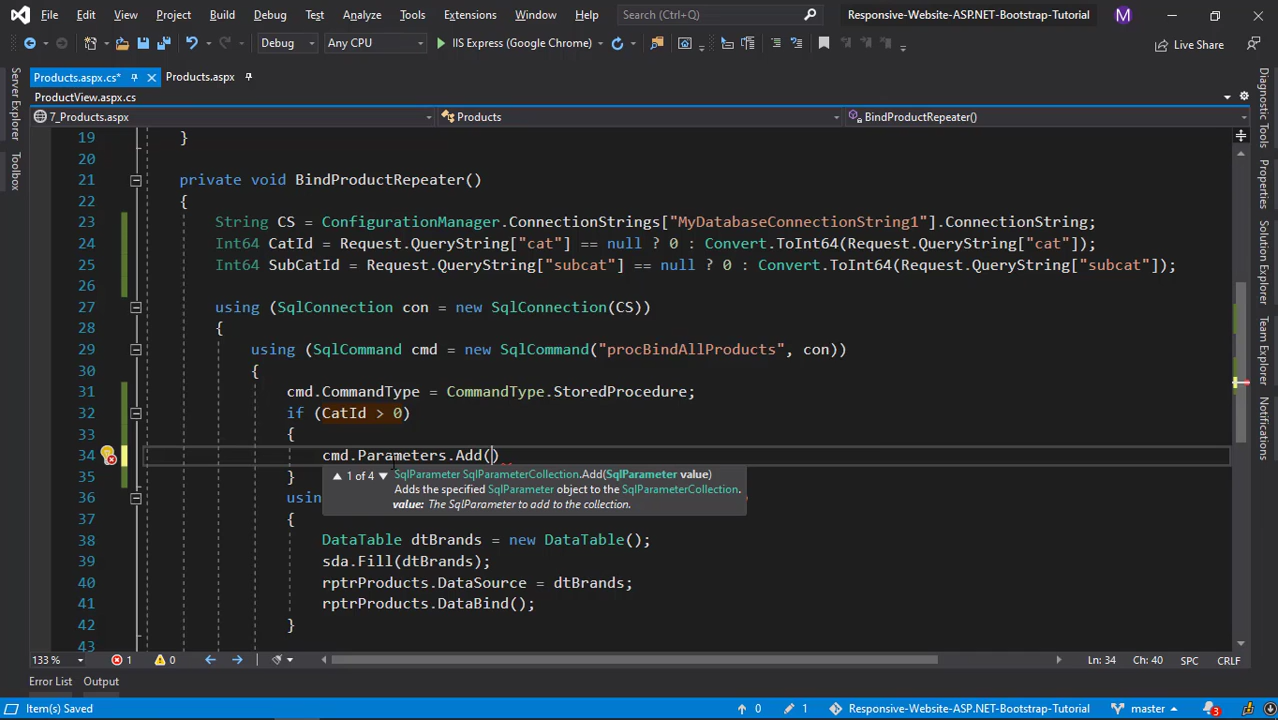 File Edit View Project Build Debug Test Analyze Tools Extensions Window Help Search (Ctrl+Q) Responsive-Website-ASP.NET-Bootstrap-Tutorial M
Debug Any CPU IIS Express (Google Chrome) Live Share
Products.aspx.cs* Products.aspx
ProductView.aspx.cs
7_Products.aspx Products BindProductRepeater()
Server Explorer
Toolbox
Diagnostic Tools
Properties
Solution Explorer
Team Explorer
Notifications
19 }
20
21 private void BindProductRepeater()
22 {
23 String CS = ConfigurationManager.ConnectionStrings["MyDatabaseConnectionString1"].ConnectionString;
24 Int64 CatId = Request.QueryString["cat"] == null ? 0 : Convert.ToInt64(Request.QueryString["cat"]);
25 Int64 SubCatId = Request.QueryString["subcat"] == null ? 0 : Convert.ToInt64(Request.QueryString["subcat"]);
26
27 using (SqlConnection con = new SqlConnection(CS))
28 {
29 using (SqlCommand cmd = new SqlCommand("procBindAllProducts", con))
30 {
31 cmd.CommandType = CommandType.StoredProcedure;
32 if (CatId > 0)
33 {
34 cmd.Parameters.Add()
1 of 4 SqlParameter SqlParameterCollection.Add(SqlParameter value)
Adds the specified SqlParameter object to the SqlParameterCollection.
value: The SqlParameter to add to the collection.
35 }
36 usin
37 {
38 DataTable dtBrands = new DataTable();
39 sda.Fill(dtBrands);
40 rptrProducts.DataSource = dtBrands;
41 rptrProducts.DataBind();
42 }
43
133 % 1 0 Ln: 34 Ch: 40 SPC CRLF
Error List Output
Item(s) Saved 0 1 Responsive-Website-ASP.NET-Bootstrap-Tutorial master 3